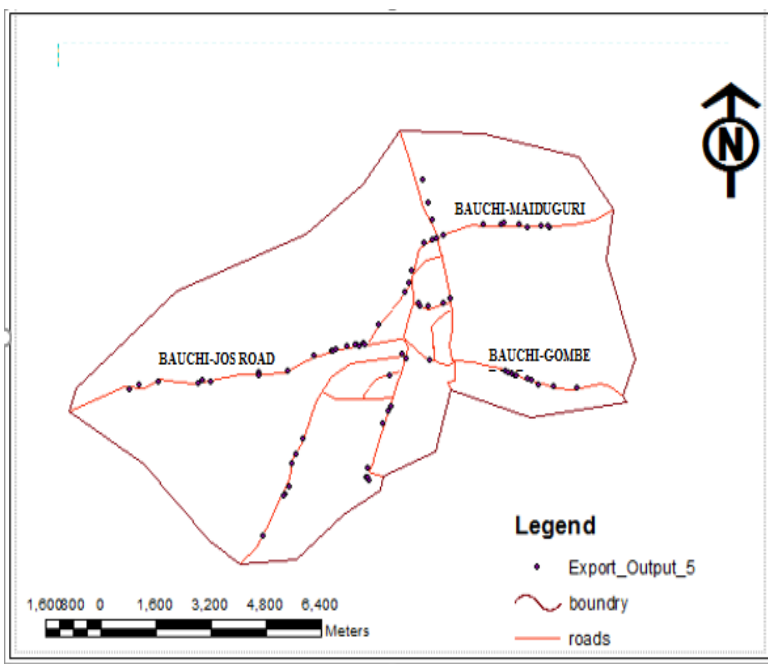 N
BAUCHI-MAIDUGURI
BAUCHI-JOS ROAD
BAUCHI-GOMBE
Legend
Export_Output_5
boundry
roads
1,600800 0 1,600 3,200 4,800 6,400
Meters